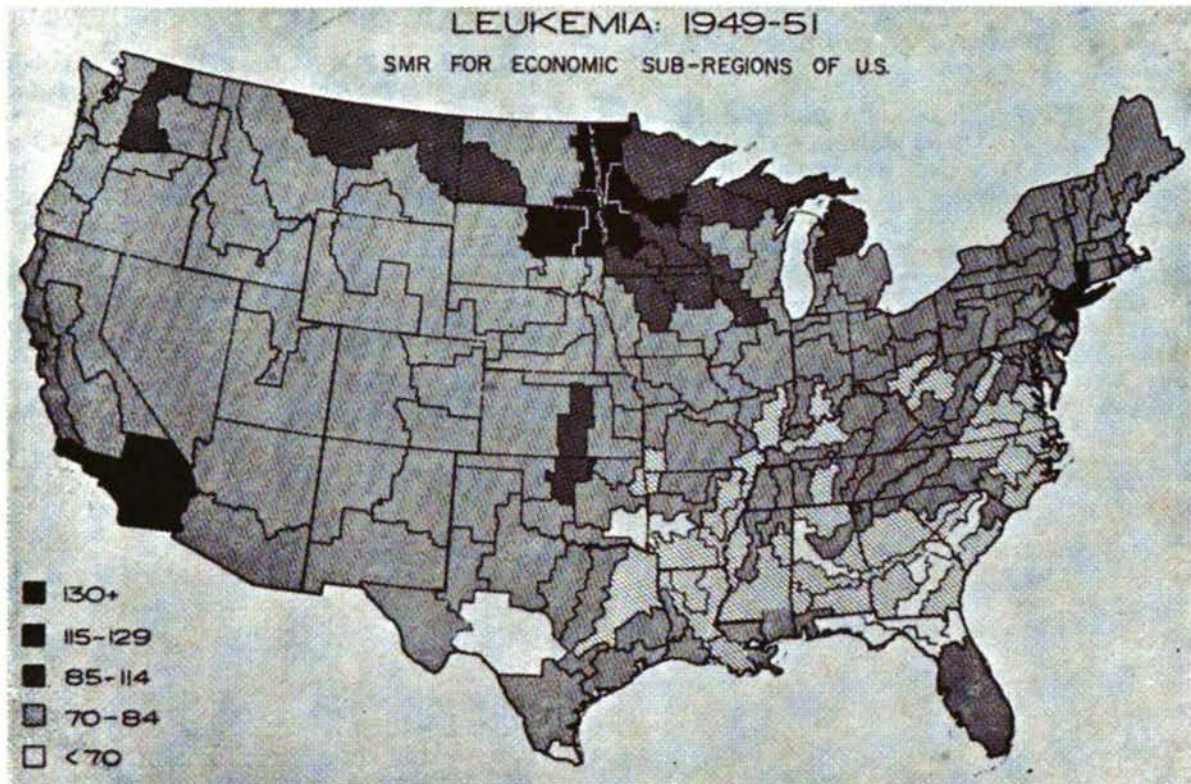 LEUKEMIA: 1949-51
SMR FOR ECONOMIC SUB-REGIONS OF U.S.
130+
115-129
85-114
70-84
<70